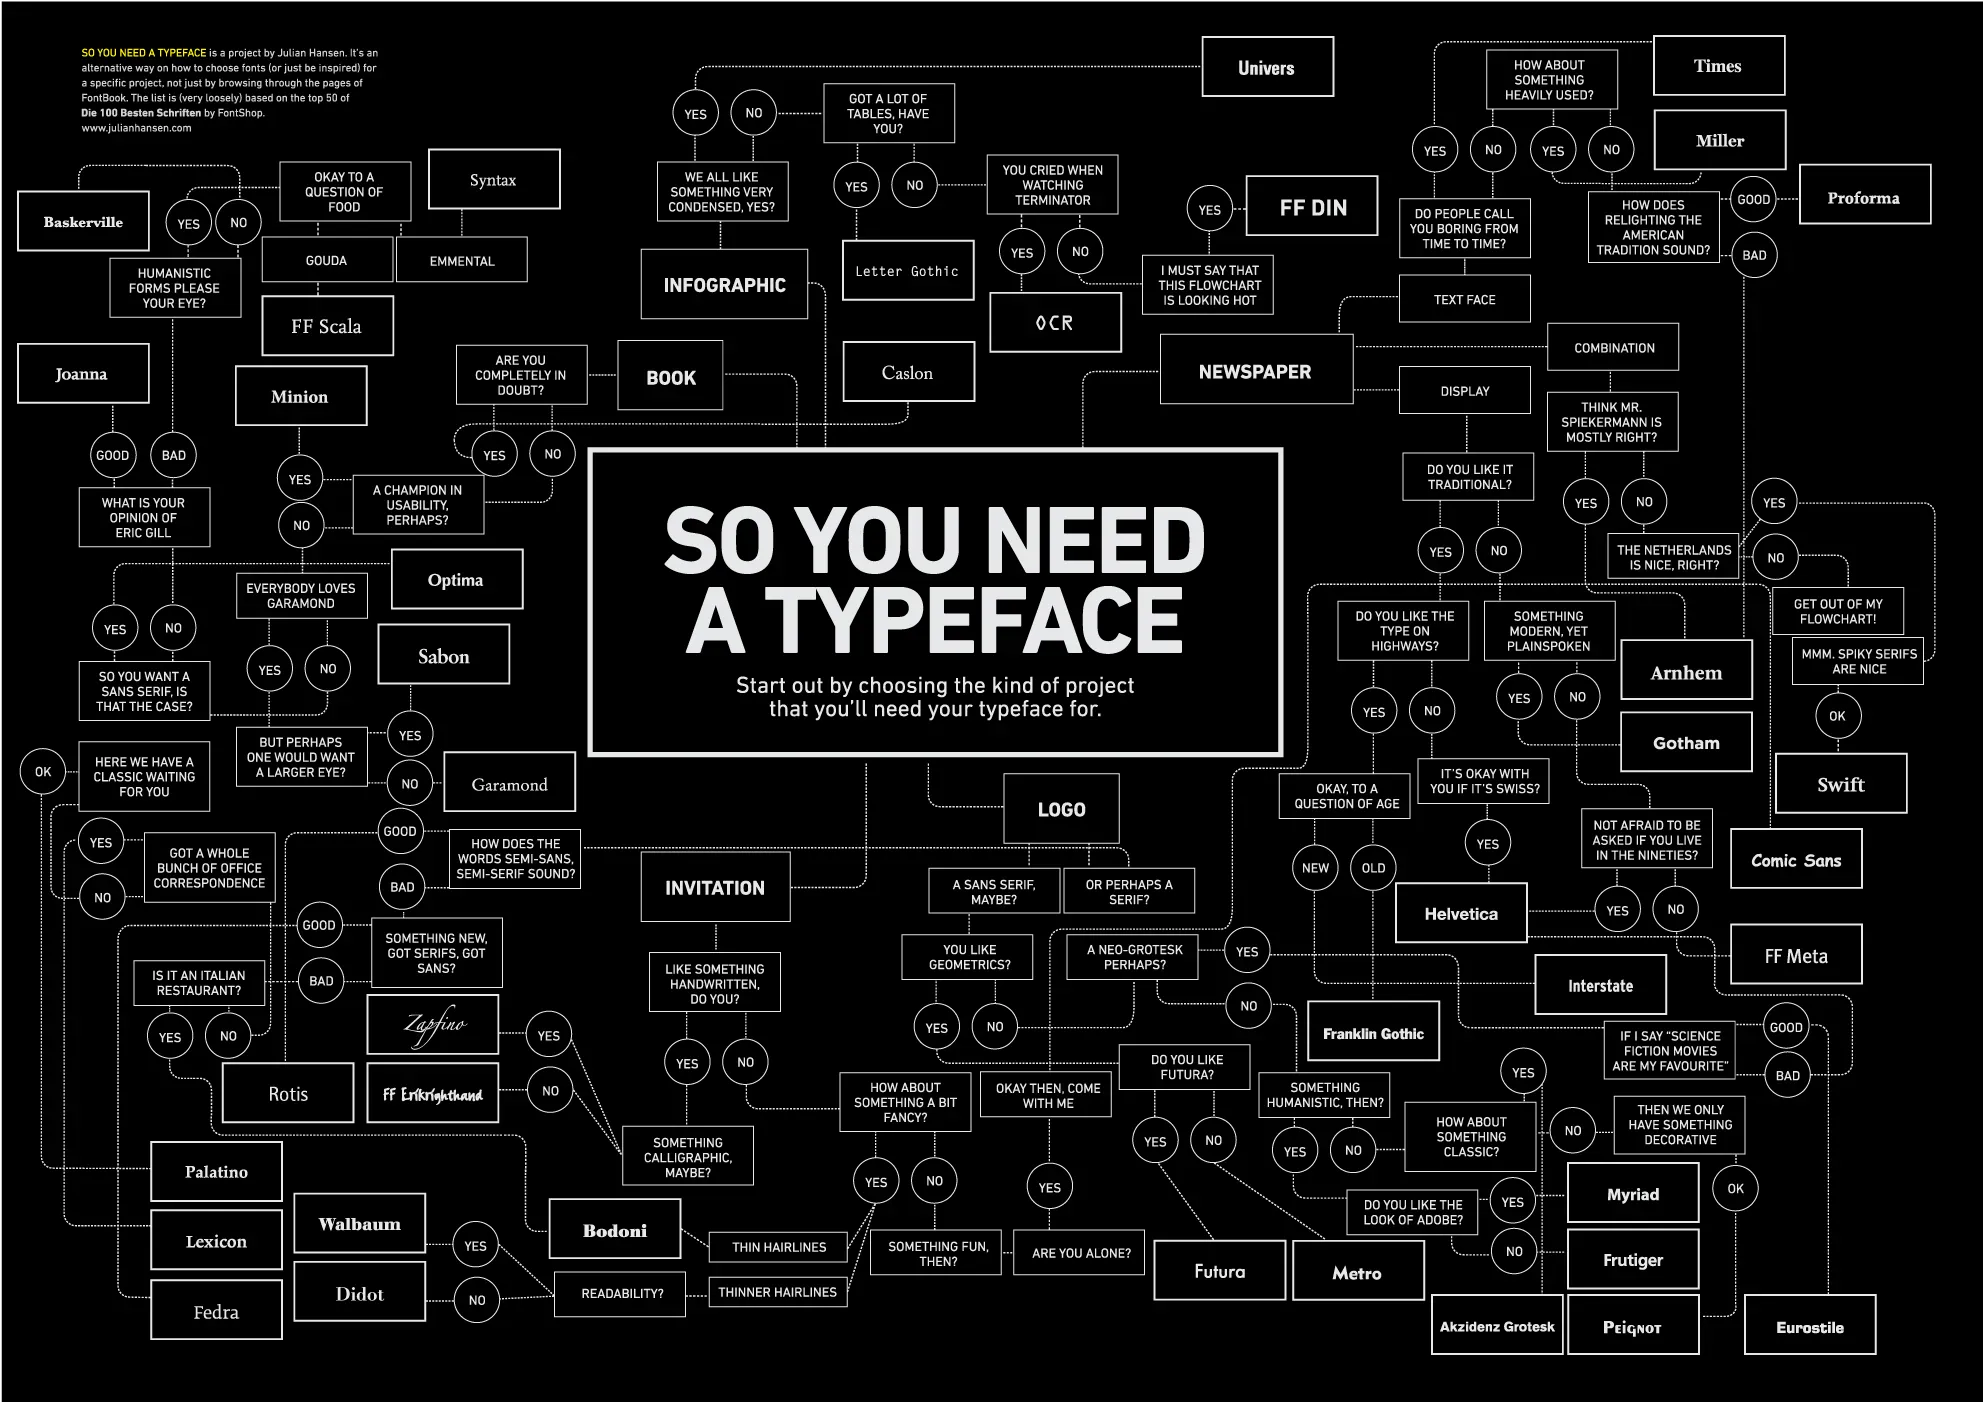 SO YOU NEED A TYPEFACE is a project by Julian Hansen. It's an
alternative way on how to choose fonts (or just be inspired) for
a specific project, not just by browsing through the pages of
FontBook. The list is (very loosely) based on the top 50 of
Die 100 Besten Schriften by FontShop.
www.julianhansen.com
SO YOU NEED
A TYPEFACE
Start out by choosing the kind of project
that you'll need your typeface for.
Baskerville
YES
NO
OKAY TO A
QUESTION OF
FOOD
Syntax
GOUDA
EMMENTAL
HUMANISTIC
FORMS PLEASE
YOUR EYE?
FF Scala
Joanna
Minion
ARE YOU
COMPLETELY IN
DOUBT?
BOOK
GOOD
BAD
YES
NO
YES
NO
A CHAMPION IN
USABILITY,
PERHAPS?
WHAT IS YOUR
OPINION OF
ERIC GILL
Optima
EVERYBODY LOVES
GARAMOND
YES
NO
YES
NO
Sabon
SO YOU WANT A
SANS SERIF, IS
THAT THE CASE?
BUT PERHAPS
ONE WOULD WANT
A LARGER EYE?
YES
NO
Garamond
OK
HERE WE HAVE A
CLASSIC WAITING
FOR YOU
YES
NO
GOT A WHOLE
BUNCH OF OFFICE
CORRESPONDENCE
GOOD
BAD
HOW DOES THE
WORDS SEMI-SANS,
SEMI-SERIF SOUND?
GOOD
BAD
SOMETHING NEW,
GOT SERIFS, GOT
SANS?
IS IT AN ITALIAN
RESTAURANT?
YES
NO
Rotis
Zapfino
FF Erikrighthand
YES
NO
Palatino
Lexicon
Fedra
Walbaum
Didot
YES
NO
Bodoni
READABILITY?
THIN HAIRLINES
THINNER HAIRLINES
YES
NO
WE ALL LIKE
SOMETHING VERY
CONDENSED, YES?
INFOGRAPHIC
Univers
GOT A LOT OF
TABLES, HAVE
YOU?
YES
NO
Letter Gothic
YOU CRIED WHEN
WATCHING
TERMINATOR
YES
NO
OCR
YES
FF DIN
I MUST SAY THAT
THIS FLOWCHART
IS LOOKING HOT
Caslon
NEWSPAPER
HOW ABOUT
SOMETHING
HEAVILY USED?
Times
YES
NO
YES
NO
Miller
DO PEOPLE CALL
YOU BORING FROM
TIME TO TIME?
HOW DOES
RELIGHTING THE
AMERICAN
TRADITION SOUND?
GOOD
BAD
Proforma
TEXT FACE
COMBINATION
DISPLAY
THINK MR.
SPIEKERMANN IS
MOSTLY RIGHT?
DO YOU LIKE IT
TRADITIONAL?
YES
NO
YES
NO
THE NETHERLANDS
IS NICE, RIGHT?
YES
NO
GET OUT OF MY
FLOWCHART!
MMM. SPIKY SERIFS
ARE NICE
OK
Swift
DO YOU LIKE THE
TYPE ON
HIGHWAYS?
SOMETHING
MODERN, YET
PLAINSPOKEN
Arnhem
YES
NO
YES
NO
Gotham
OKAY, TO A
QUESTION OF AGE
IT'S OKAY WITH
YOU IF IT'S SWISS?
NOT AFRAID TO BE
ASKED IF YOU LIVE
IN THE NINETIES?
NEW
OLD
YES
Helvetica
YES
NO
Comic Sans
FF Meta
Interstate
Franklin Gothic
LOGO
INVITATION
A SANS SERIF,
MAYBE?
OR PERHAPS A
SERIF?
YOU LIKE
GEOMETRICS?
A NEO-GROTESK
PERHAPS?
YES
NO
YES
NO
LIKE SOMETHING
HANDWRITTEN,
DO YOU?
YES
NO
SOMETHING
CALLIGRAPHIC,
MAYBE?
HOW ABOUT
SOMETHING A BIT
FANCY?
YES
NO
SOMETHING FUN,
THEN?
OKAY THEN, COME
WITH ME
YES
ARE YOU ALONE?
DO YOU LIKE
FUTURA?
YES
NO
Futura
Metro
SOMETHING
HUMANISTIC, THEN?
YES
NO
YES
HOW ABOUT
SOMETHING
CLASSIC?
NO
THEN WE ONLY
HAVE SOMETHING
DECORATIVE
OK
IF I SAY "SCIENCE
FICTION MOVIES
ARE MY FAVOURITE"
GOOD
BAD
DO YOU LIKE THE
LOOK OF ADOBE?
YES
NO
Myriad
Frutiger
Akzidenz Grotesk
Peignot
Eurostile